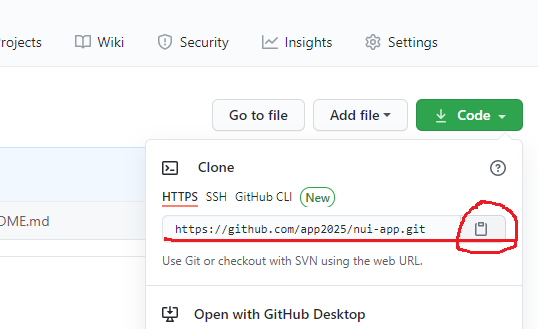 rojects Wiki Security Insights Settings
Go to file Add file Code
Clone
HTTPS SSH GitHub CLI New
OME.md
https://github.com/app2025/nui-app.git
Use Git or checkout with SVN using the web URL.
Open with GitHub Desktop